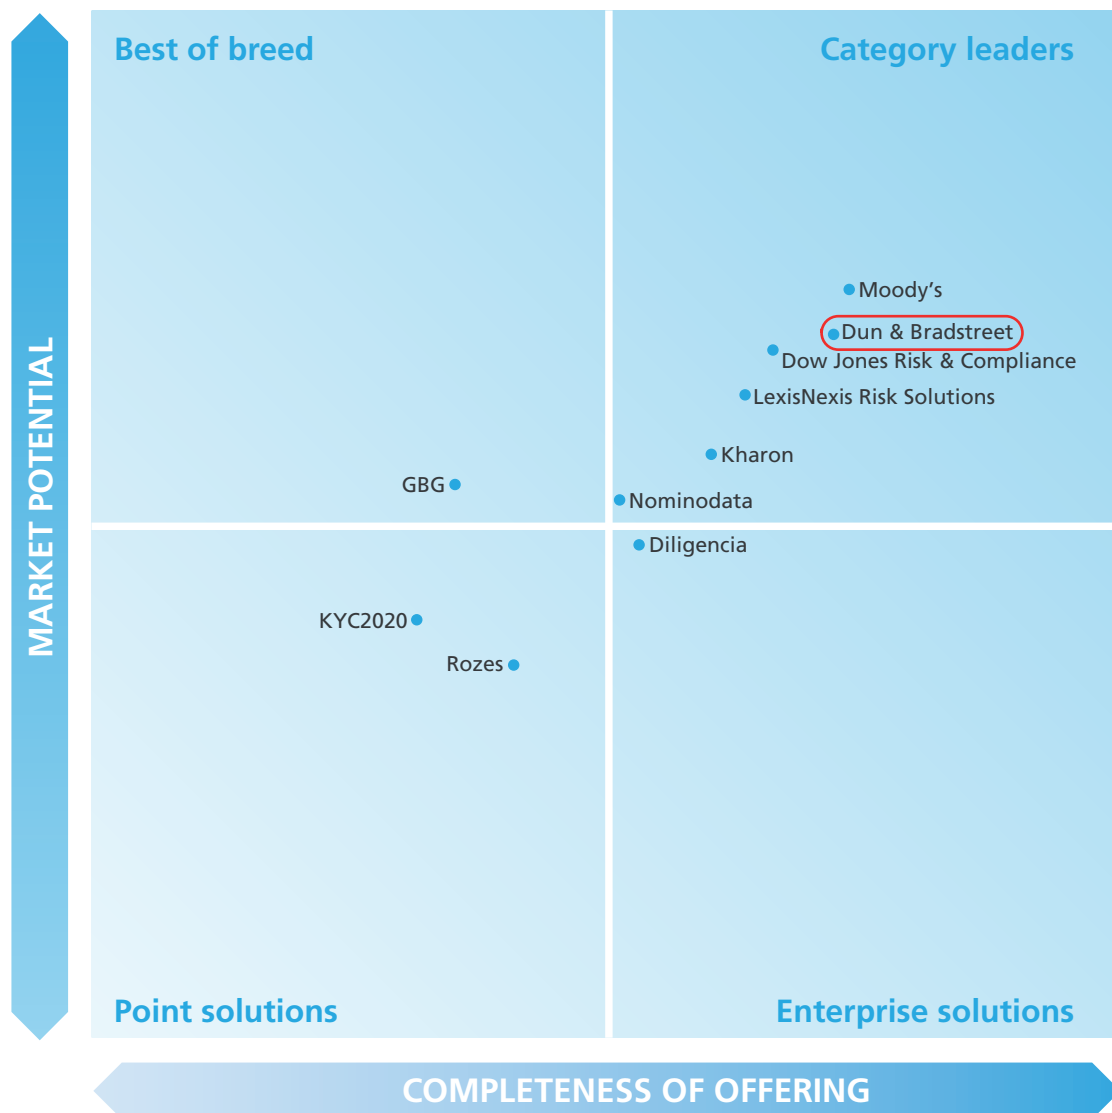 Best of breed
Category leaders
MARKET POTENTIAL
Moody’s
Dun & Bradstreet
Dow Jones Risk & Compliance
LexisNexis Risk Solutions
Kharon
GBG
Nominodata
Diligencia
KYC2020
Rozes
Point solutions
Enterprise solutions
COMPLETENESS OF OFFERING